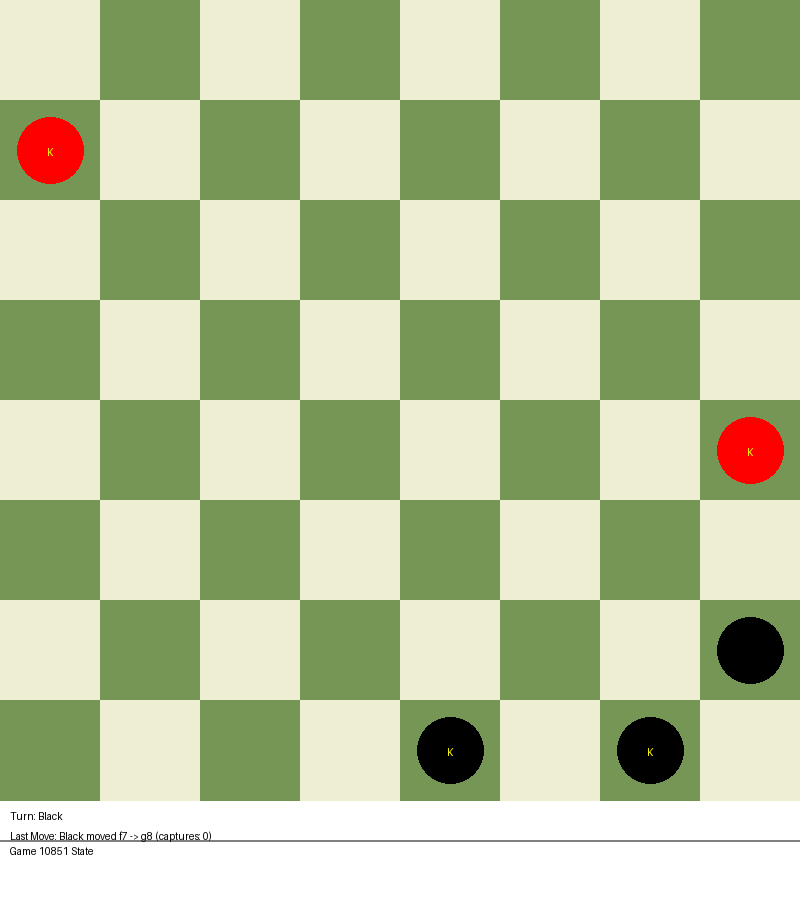 K
K
K K
Turn: Black
Last Move: Black moved f7 -> g8 (captures: 0)
Game 10851 State